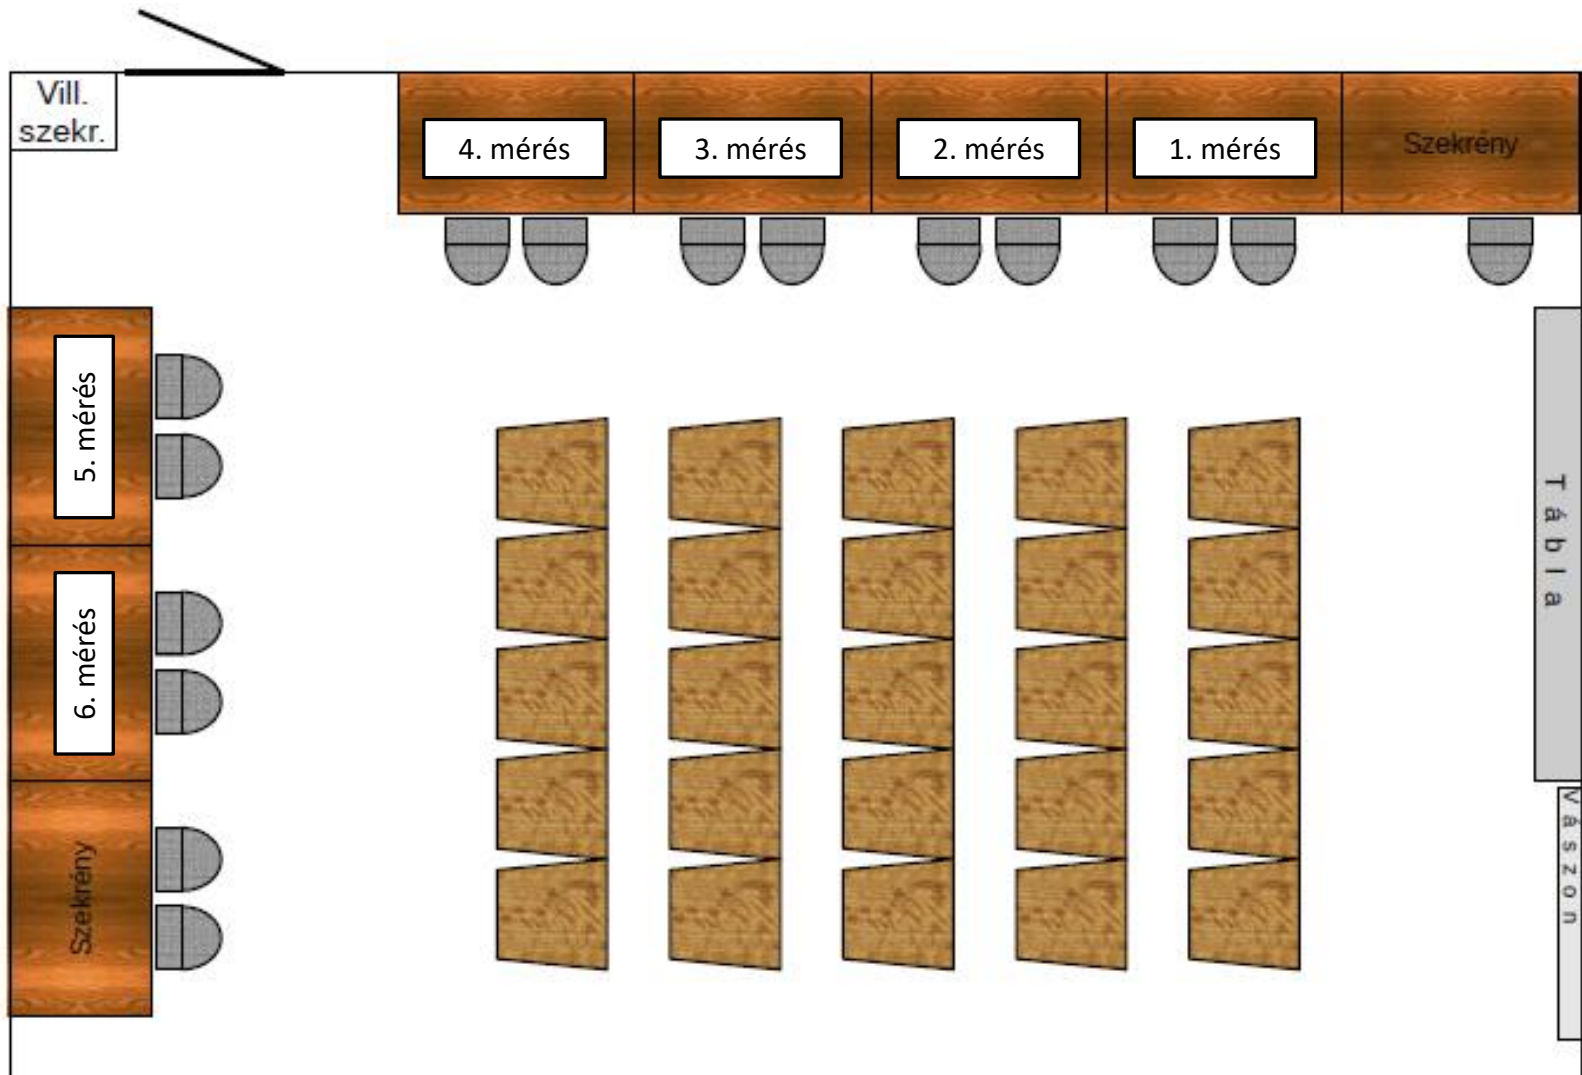 Vill.
szekr.
4. mérés
3. mérés
2. mérés
1. mérés
Szekrény
5. mérés
6. mérés
Szekrény
Tábla
Vászon